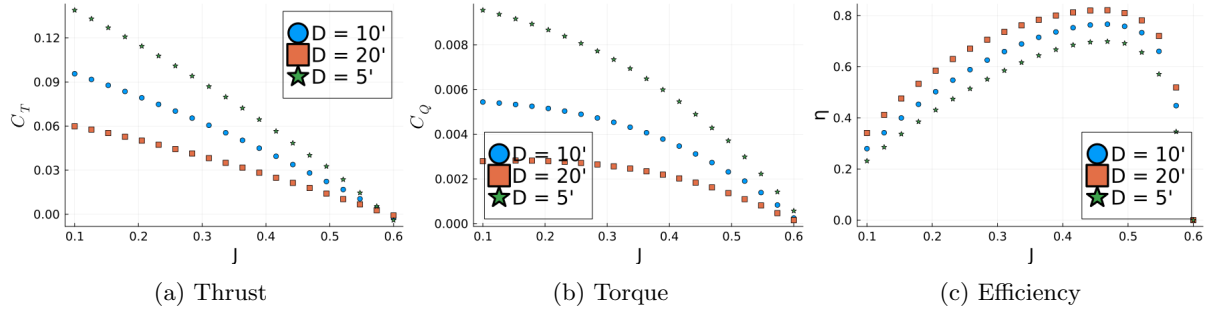 0.12
0.09
0.06
0.03
0.00
C_T
D = 10'
D = 20'
D = 5'
0.1 0.2 0.3 0.4 0.5 0.6
J
(a) Thrust
0.008
0.006
0.004
0.002
0.000
C_Q
D = 10'
D = 20'
D = 5'
0.1 0.2 0.3 0.4 0.5 0.6
J
(b) Torque
0.8
0.6
0.4
0.2
0.0
η
D = 10'
D = 20'
D = 5'
0.1 0.2 0.3 0.4 0.5 0.6
J
(c) Efficiency